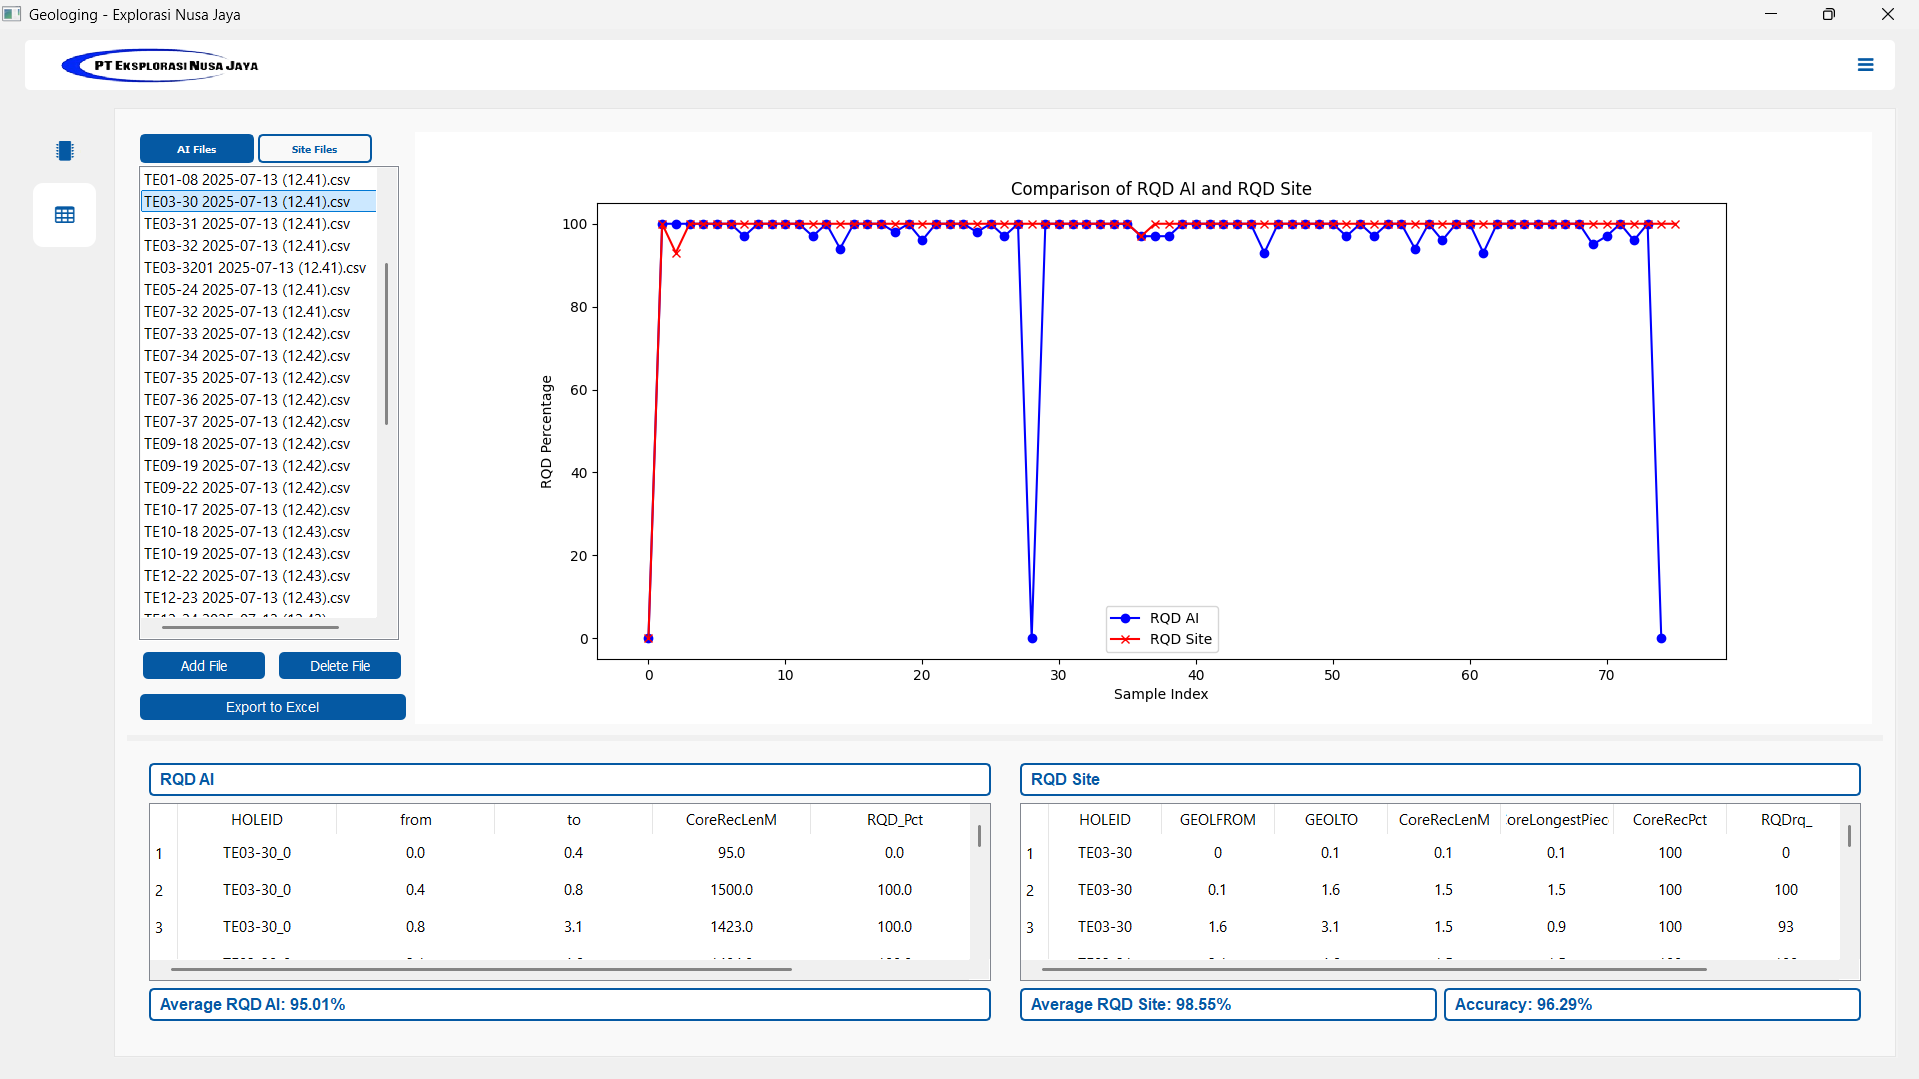 Geologing - Explorasi Nusa Jaya
PT EKSPLORASI NUSA JAYA
AI Files
Site Files
TE01-08 2025-07-13 (12.41).csv
TE03-30 2025-07-13 (12.41).csv
TE03-31 2025-07-13 (12.41).csv
TE03-32 2025-07-13 (12.41).csv
TE03-3201 2025-07-13 (12.41).csv
TE05-24 2025-07-13 (12.41).csv
TE07-32 2025-07-13 (12.41).csv
TE07-33 2025-07-13 (12.42).csv
TE07-34 2025-07-13 (12.42).csv
TE07-35 2025-07-13 (12.42).csv
TE07-36 2025-07-13 (12.42).csv
TE07-37 2025-07-13 (12.42).csv
TE09-18 2025-07-13 (12.42).csv
TE09-19 2025-07-13 (12.42).csv
TE09-22 2025-07-13 (12.42).csv
TE10-17 2025-07-13 (12.42).csv
TE10-18 2025-07-13 (12.43).csv
TE10-19 2025-07-13 (12.43).csv
TE12-22 2025-07-13 (12.43).csv
TE12-23 2025-07-13 (12.43).csv
Add File
Delete File
Export to Excel
Comparison of RQD AI and RQD Site
RQD Percentage
100
80
60
40
20
0
RQD AI
RQD Site
0 10 20 30 40 50 60 70
Sample Index
RQD AI
HOLEID from to CoreRecLenM RQD_Pct
1 TE03-30_0 0.0 0.4 95.0 0.0
2 TE03-30_0 0.4 0.8 1500.0 100.0
3 TE03-30_0 0.8 3.1 1423.0 100.0
Average RQD AI: 95.01%
RQD Site
HOLEID GEOLFROM GEOLTO CoreRecLenM oreLongestPiec CoreRecPct RQDrq_
1 TE03-30 0 0.1 0.1 0.1 100 0
2 TE03-30 0.1 1.6 1.5 1.5 100 100
3 TE03-30 1.6 3.1 1.5 0.9 100 93
Average RQD Site: 98.55%
Accuracy: 96.29%